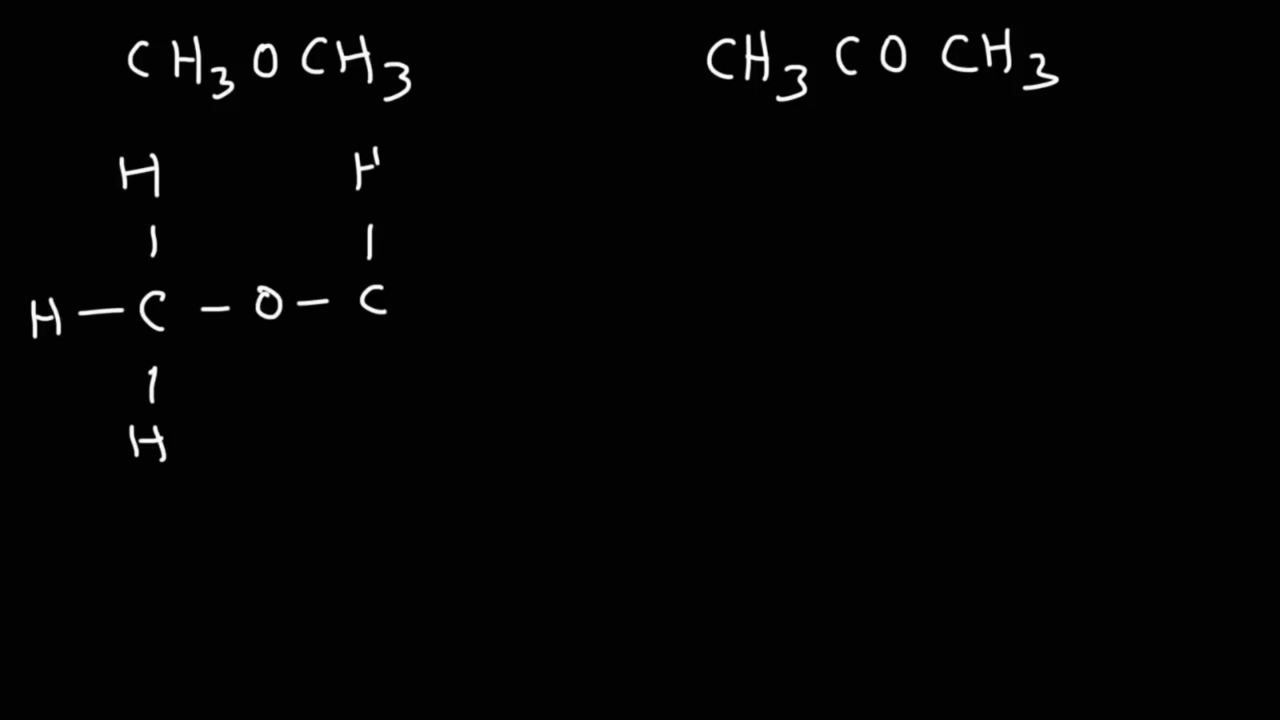 CH3OCH3 CH3COCH3
H H
H — C — O — C
H